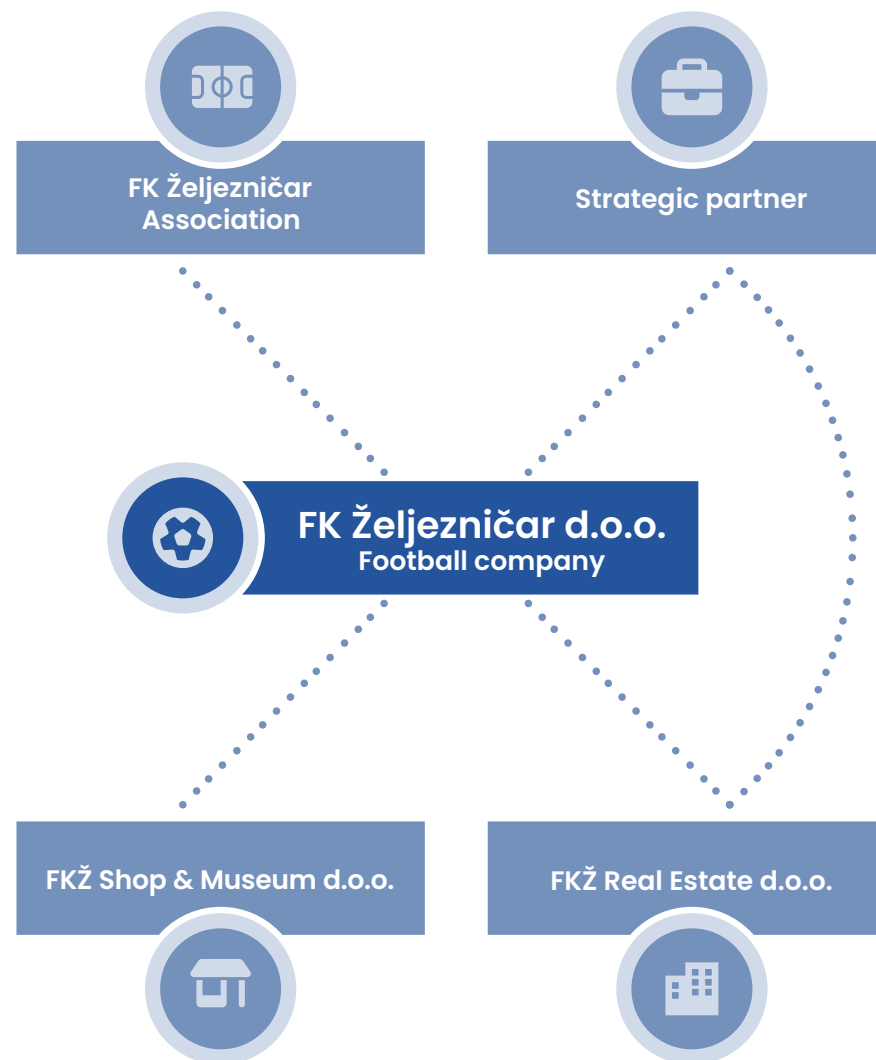 FK Željezničar
Association
Strategic partner
FK Željezničar d.o.o.
Football company
FKŽ Shop & Museum d.o.o.
FKŽ Real Estate d.o.o.